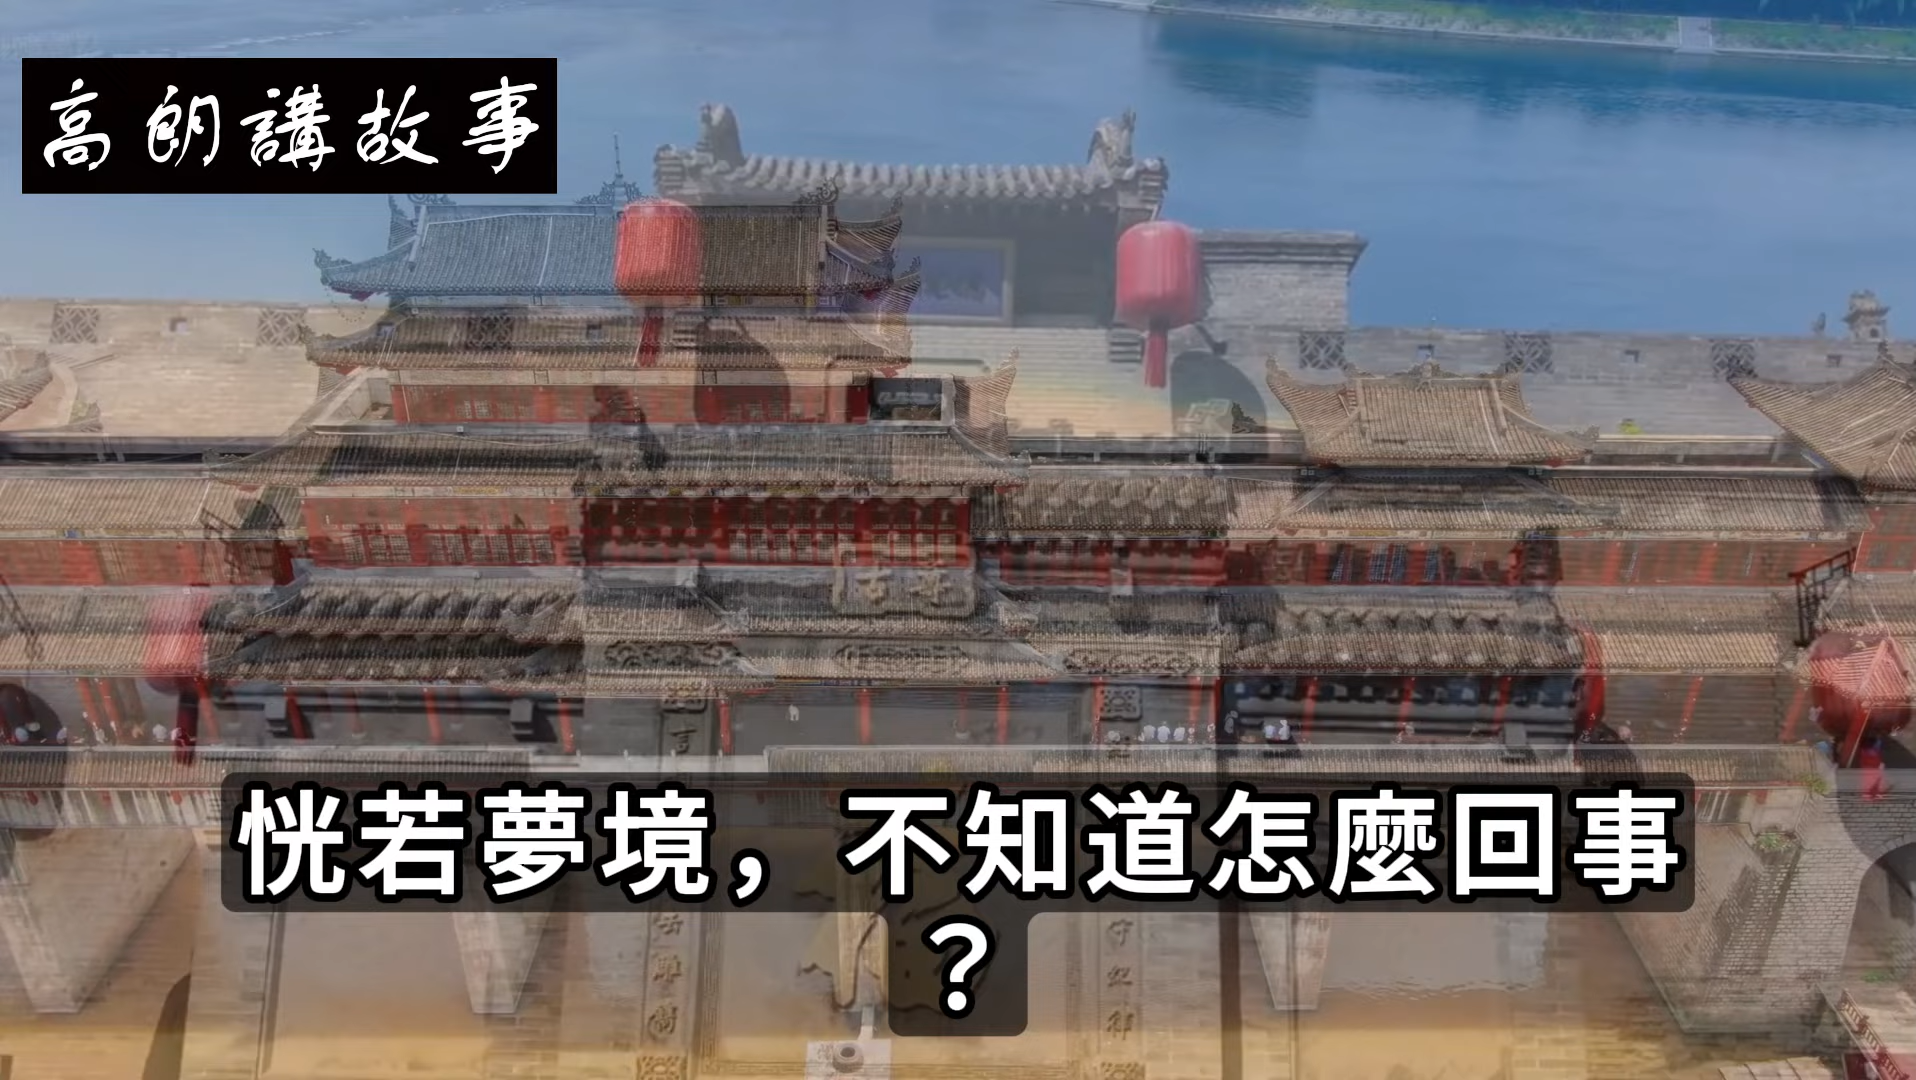 高朗講故事
恍若夢境，不知道怎麼回事
？